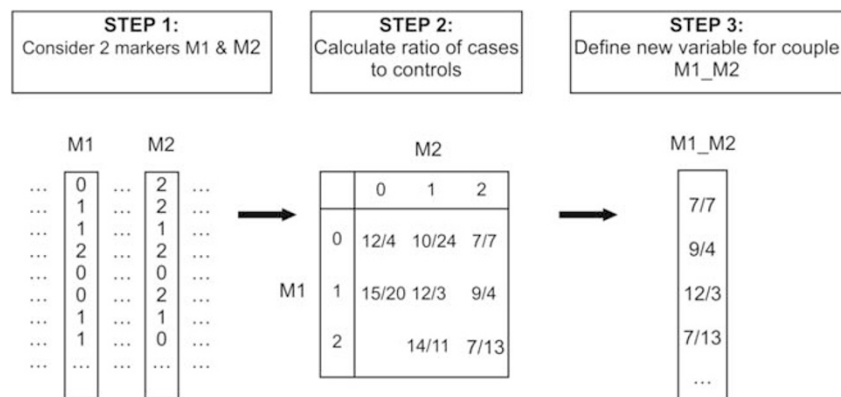 STEP 1:
Consider 2 markers M1 & M2
STEP 2:
Calculate ratio of cases
to controls
STEP 3:
Define new variable for couple
M1_M2
M1 M2
... 0 ... 2 ...
... 1 ... 2 ...
... 1 ... 1 ...
... 2 ... 2 ...
... 0 ... 0 ...
... 0 ... 2 ...
... 1 ... 1 ...
... 1 ... 0 ...
... ... ... ... ...
M2
0 1 2
0 12/4 10/24 7/7
M1 1 15/20 12/3 9/4
2 14/11 7/13
M1_M2
7/7
9/4
12/3
7/13
...